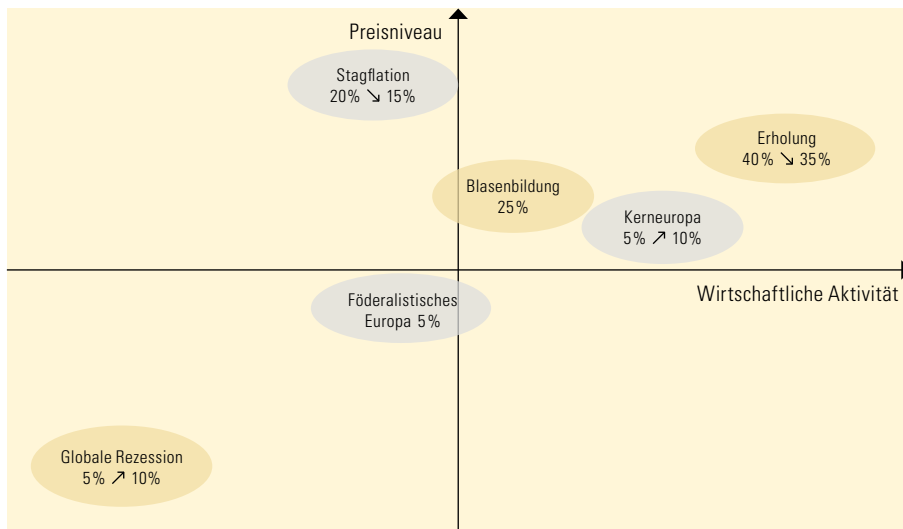 Preisniveau
Stagflation
20% ↘ 15%
Erholung
40% ↘ 35%
Blasenbildung
25%
Kerneuropa
5% ↗ 10%
Wirtschaftliche Aktivität
Föderalistisches
Europa 5%
Globale Rezession
5% ↗ 10%